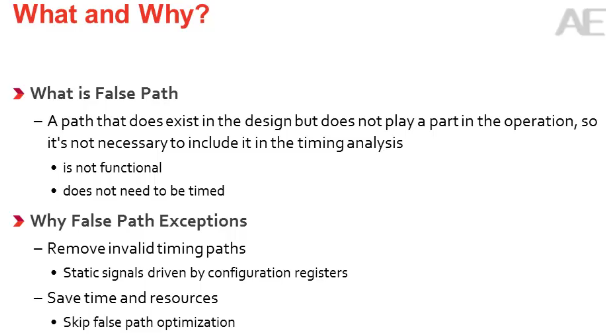 What and Why?
AE
What is False Path
– A path that does exist in the design but does not play a part in the operation, so
it's not necessary to include it in the timing analysis
• is not functional
• does not need to be timed
Why False Path Exceptions
– Remove invalid timing paths
• Static signals driven by configuration registers
– Save time and resources
• Skip false path optimization